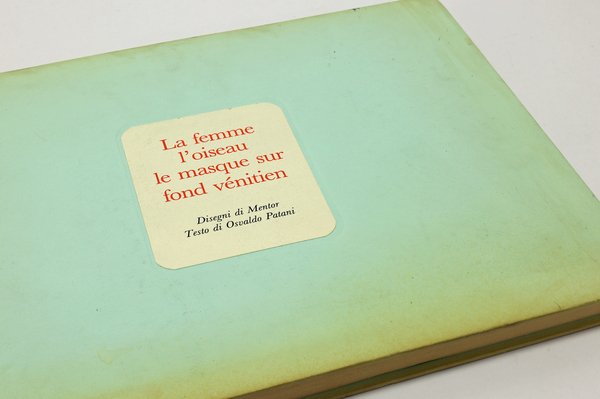 La femme
l'oiseau
le masque sur
fond vénitien
Disegni di Mentor
Testo di Osvaldo Patani